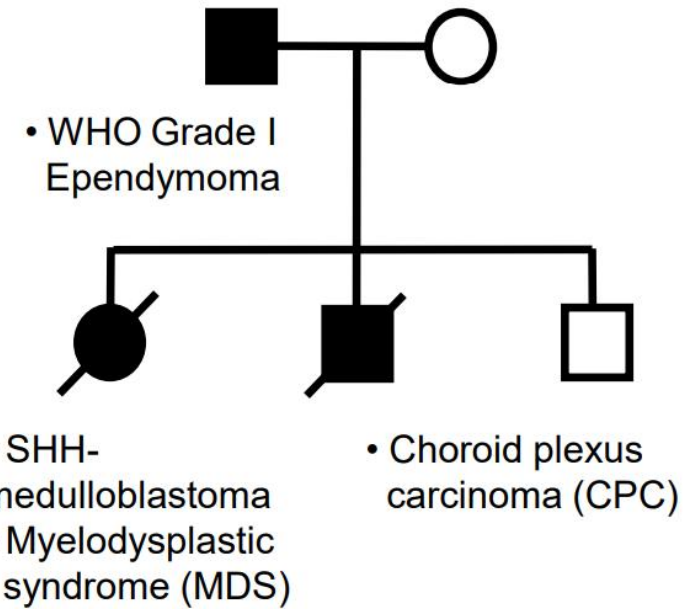 • WHO Grade I
Ependymoma
SHH-
medulloblastoma
Myelodysplastic
syndrome (MDS)
• Choroid plexus
carcinoma (CPC)